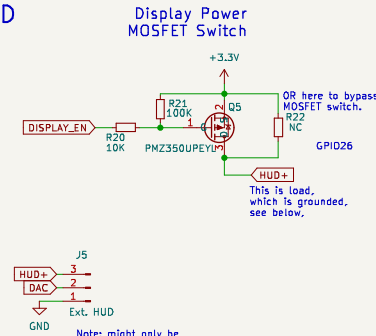 D
Display Power
MOSFET Switch
+3.3V
R21
100K
2
Q5
OR here to bypass
MOSFET switch.
DISPLAY_EN
R20
10K
1
G
PMZ350UPEYL
3
R22
NC
GPIO26
HUD+
This is load,
which is grounded,
see below,
J5
HUD+
3
DAC
2
1
GND
Ext. HUD
Note: might only be